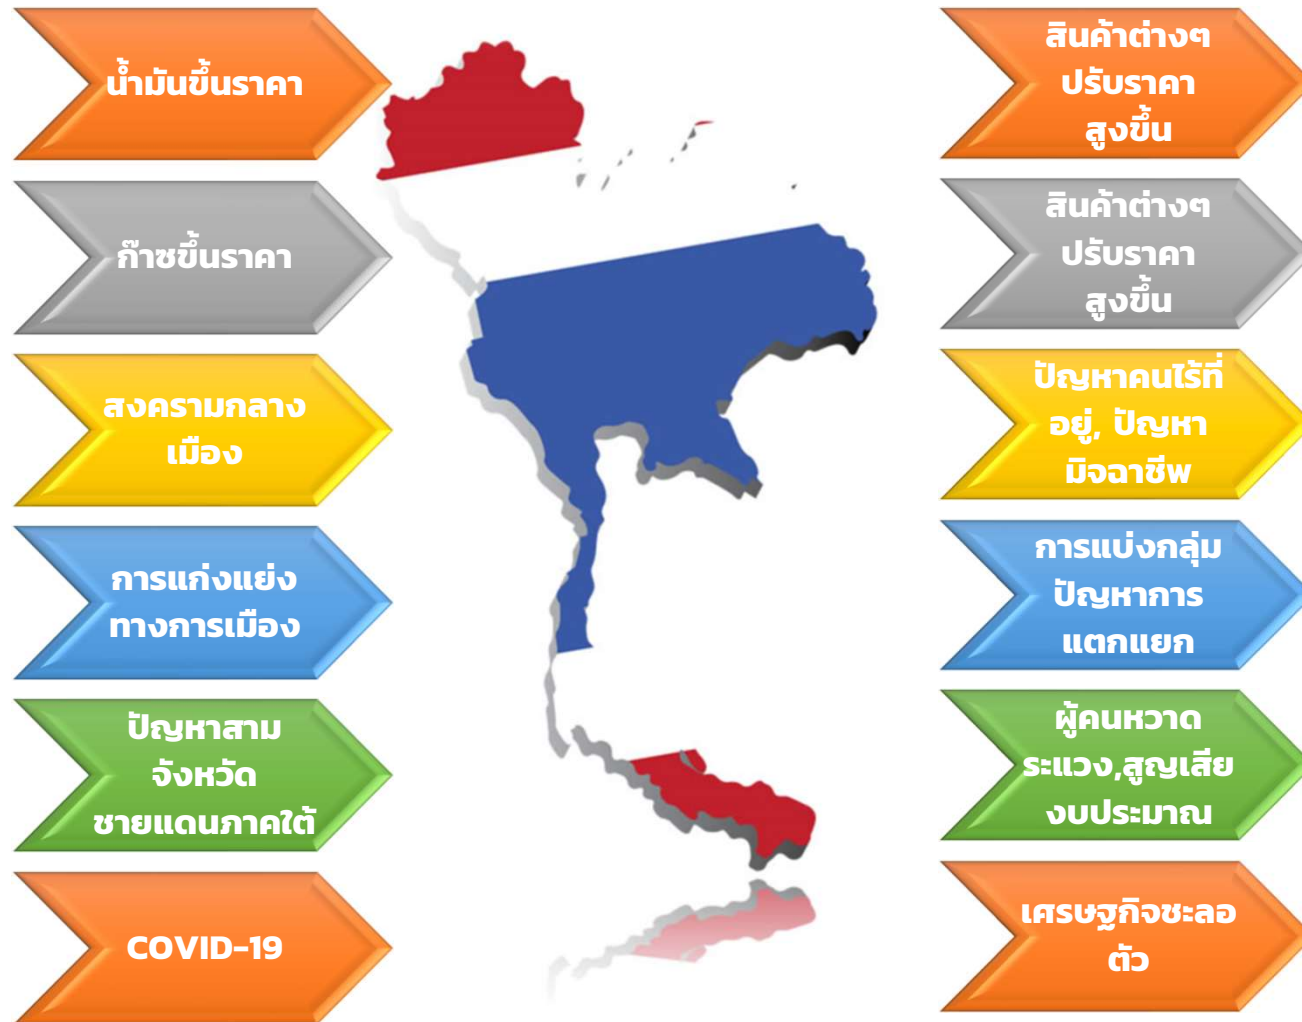 น้ำมันขึ้นราคา
ก๊าซขึ้นราคา
สงครามกลาง
เมือง
การแก่งแย่ง
ทางการเมือง
ปัญหาสาม
จังหวัด
ชายแดนภาคใต้
COVID-19
สินค้าต่างๆ
ปรับราคา
สูงขึ้น
สินค้าต่างๆ
ปรับราคา
สูงขึ้น
ปัญหาคนไร้ที่
อยู่, ปัญหา
มิจฉาชีพ
การแบ่งกลุ่ม
ปัญหาการ
แตกแยก
ผู้คนหวาด
ระแวง,สูญเสีย
งบประมาณ
เศรษฐกิจชะลอ
ตัว